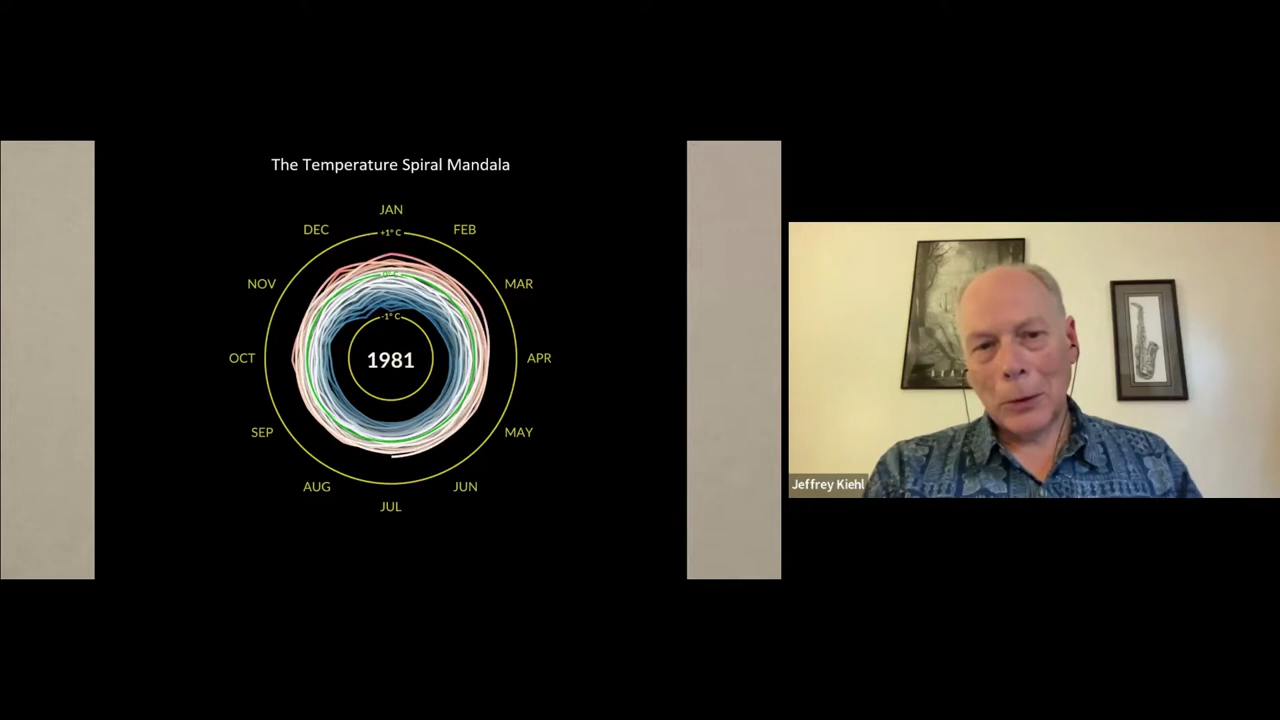 The Temperature Spiral Mandala
JAN
DEC
FEB
+1° C
NOV
MAR
0° C
-1° C
OCT
1981
APR
SEP
MAY
AUG
JUN
JUL
Jeffrey Kiehl